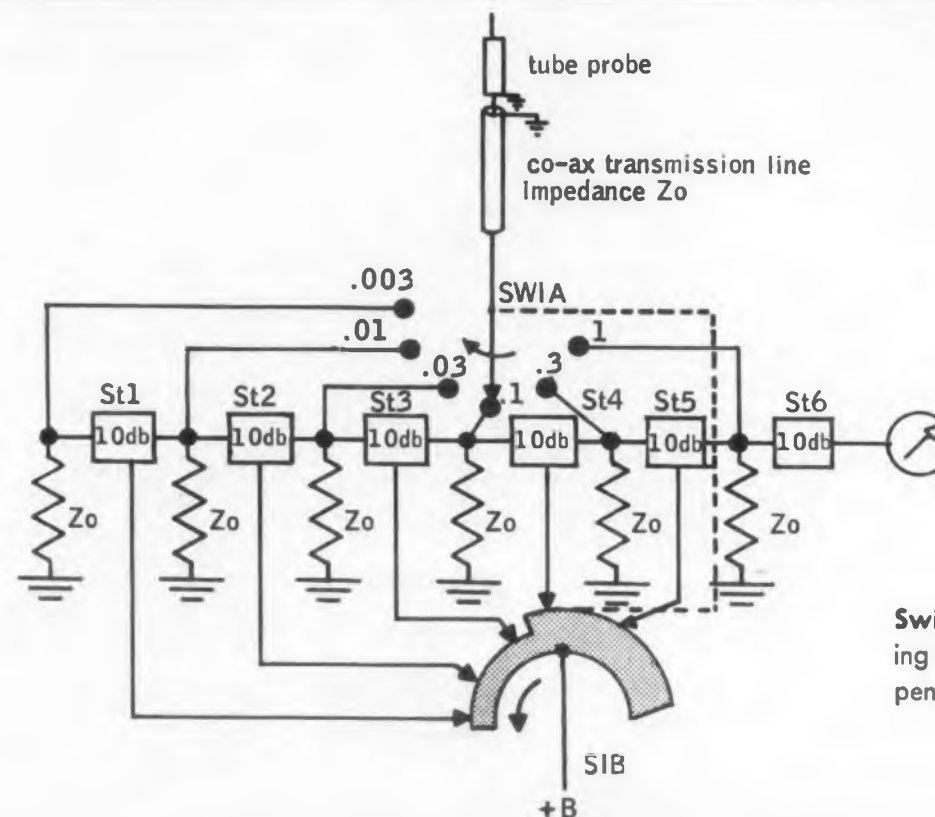 tube probe
co-ax transmission line
Impedance Zo
.003
SWIA
.01
1
.03
.3
.1
St1
St2
St3
St4
St5
St6
10db
10db
10db
10db
10db
10db
Zo
Zo
Zo
Zo
Zo
Zo
Swi
ing
pen
SIB
+B